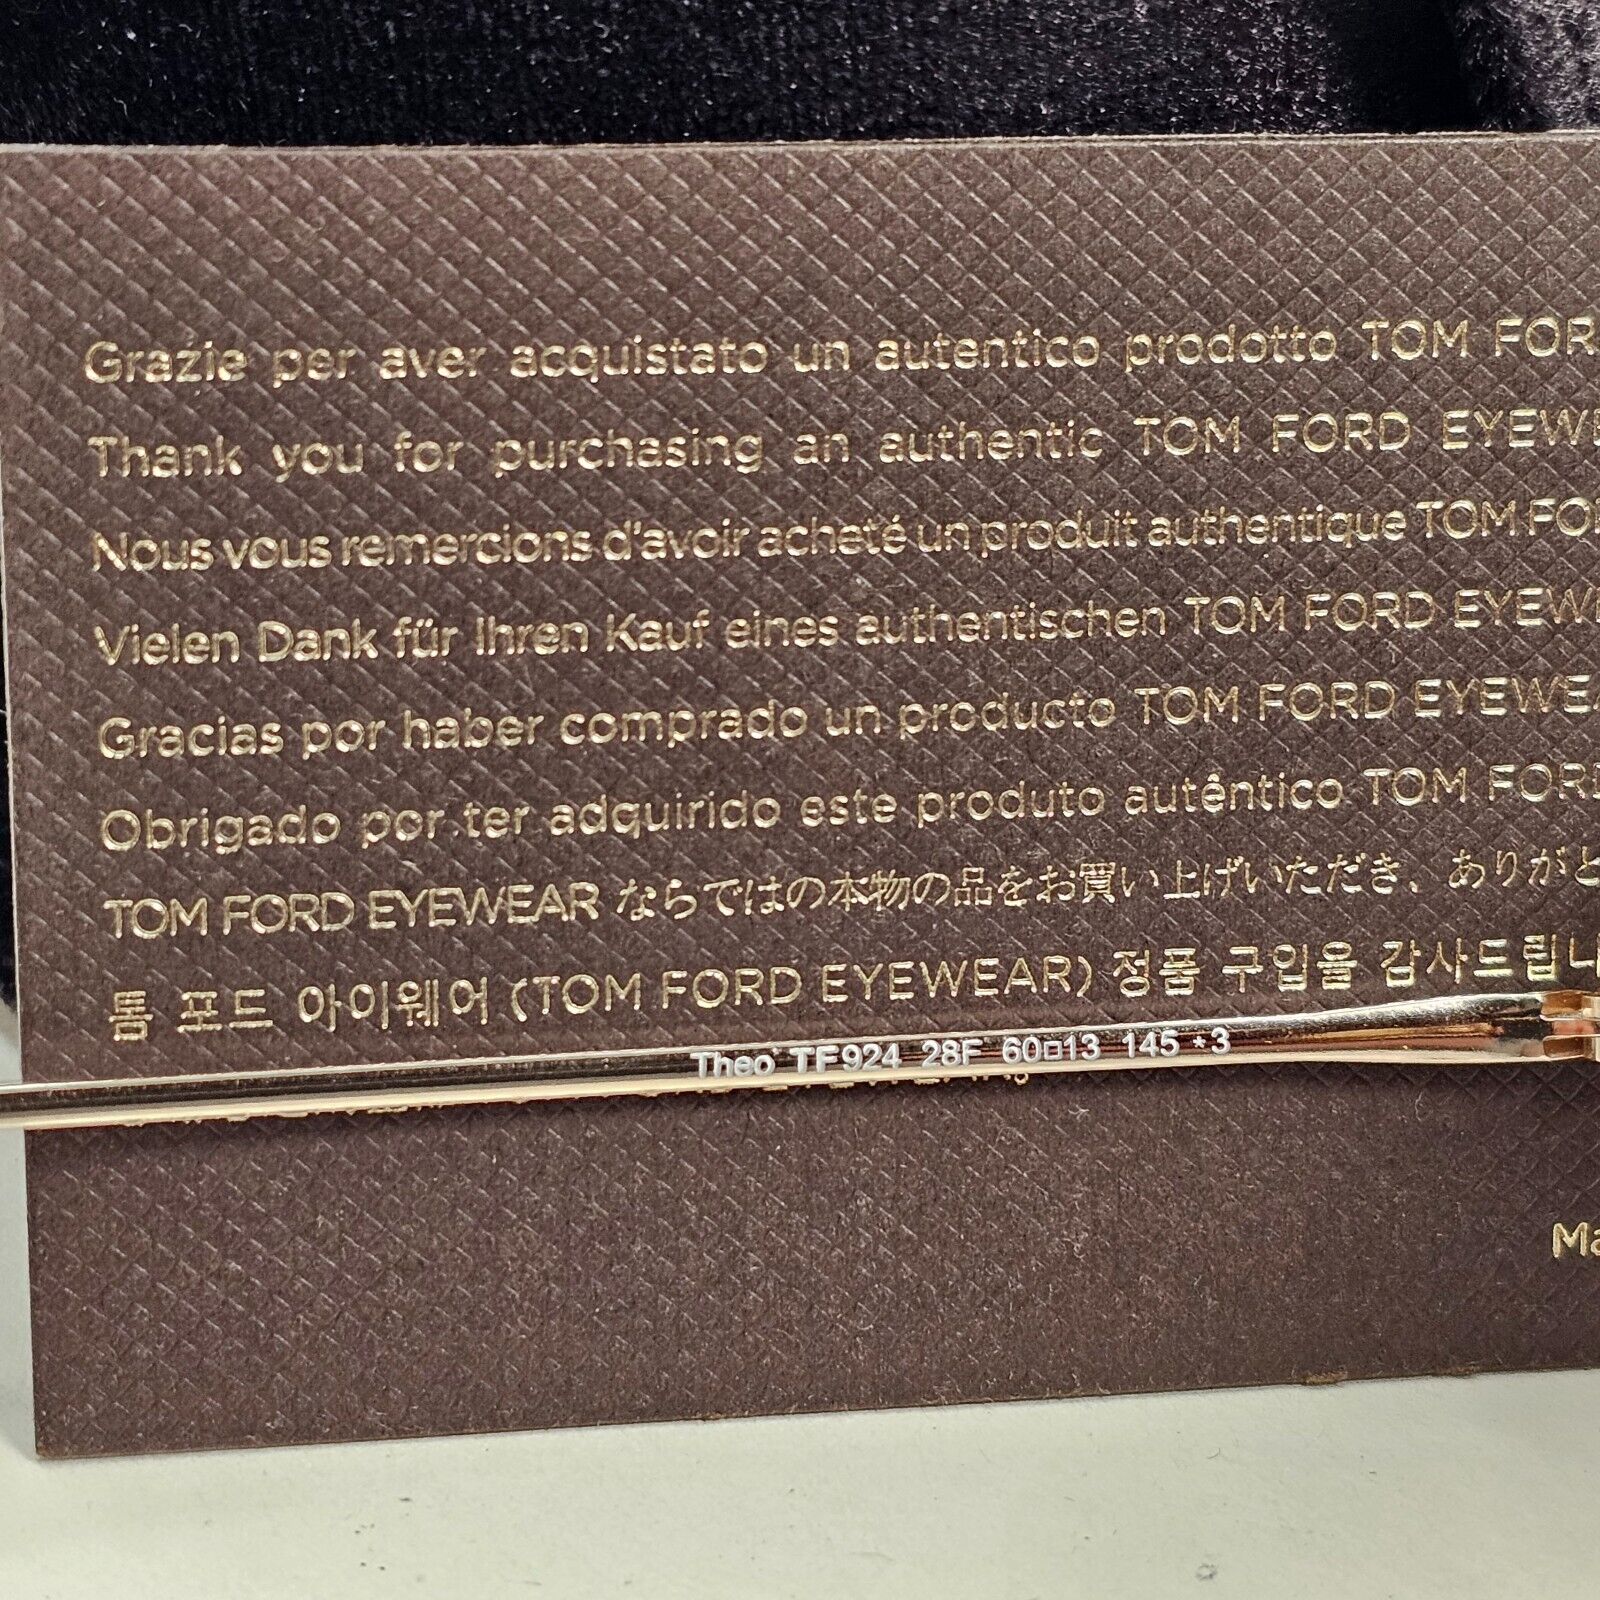 Grazie per aver acquistato un autentico prodotto TOM FOR
Thank you for purchasing an authentic TOM FORD EYEWE
Nous vous remercions d'avoir acheté un produit authentique TOM FOR
Vielen Dank für Ihren Kauf eines authentischen TOM FORD EYEWE
Gracias por haber comprado un producto TOM FORD EYEWEA
Obrigado por ter adquirido este produto autêntico TOM FORD
TOM FORD EYEWEAR ならではの本物の品をお買い上げいただき、ありがと
톰 포드 아이웨어 (TOM FORD EYEWEAR) 정품 구입을 감사드립니
Theo TF924 28F 60□13 145 *3
Ma